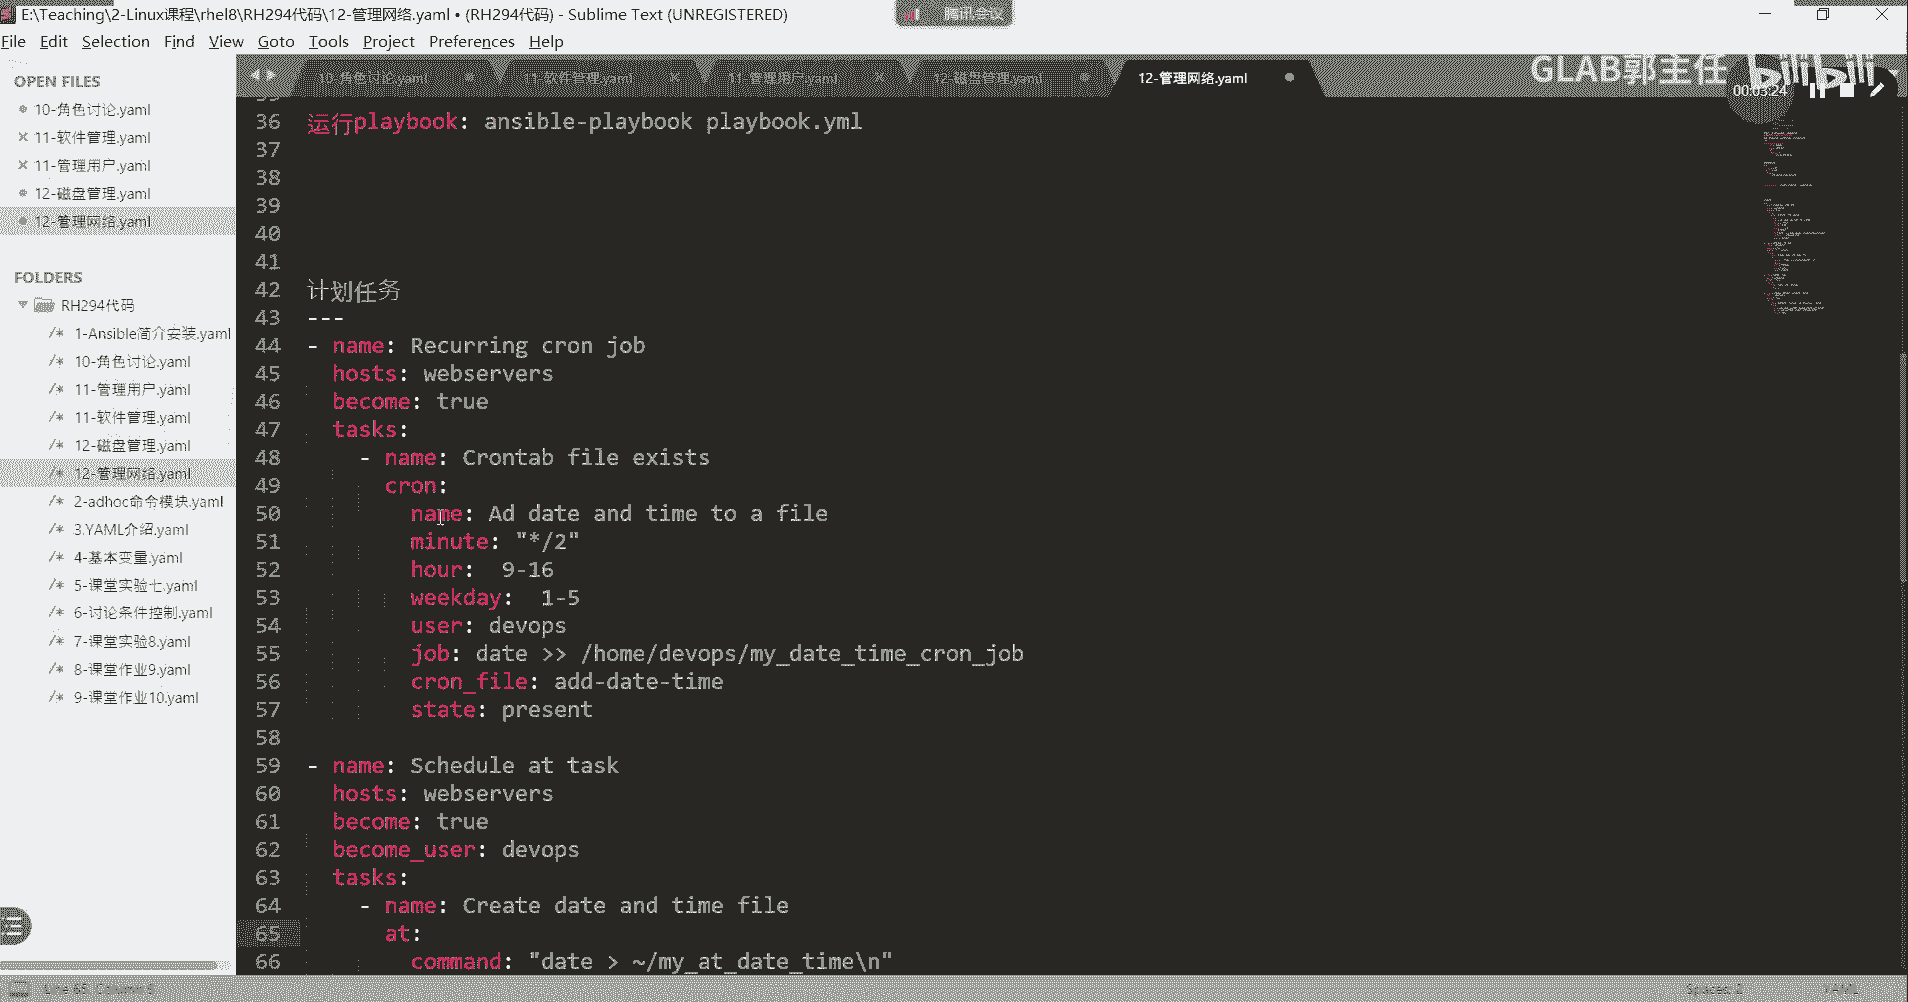 E:\Teaching\2-Linux课程\rhel8\RH294代码\12-管理网络.yaml • (RH294代码) - Sublime Text (UNREGISTERED)
腾讯会议
File Edit Selection Find View Goto Tools Project Preferences Help
GLAB郭主任 bilibili
00:03:24
OPEN FILES
10-角色讨论.yaml
11-软件管理.yaml
11-管理用户.yaml
12-磁盘管理.yaml
12-管理网络.yaml
FOLDERS
RH294代码
/* 1-Ansible简介安装.yaml
/* 10-角色讨论.yaml
/* 11-管理用户.yaml
/* 11-软件管理.yaml
/* 12-磁盘管理.yaml
/* 12-管理网络.yaml
/* 2-adhoc命令模块.yaml
/* 3.YAML介绍.yaml
/* 4-基本变量.yaml
/* 5-课堂实验七.yaml
/* 6-讨论条件控制.yaml
/* 7-课堂实验8.yaml
/* 8-课堂作业9.yaml
/* 9-课堂作业10.yaml
10-角色讨论.yaml 11-软件管理.yaml 11-管理用户.yaml 12-磁盘管理.yaml 12-管理网络.yaml
36 运行playbook: ansible-playbook playbook.yml
37
38
39
40
41
42 计划任务
43 ---
44 - name: Recurring cron job
45 hosts: webservers
46 become: true
47 tasks:
48 - name: Crontab file exists
49 cron:
50 name: Ad date and time to a file
51 minute: "*/2"
52 hour: 9-16
53 weekday: 1-5
54 user: devops
55 job: date >> /home/devops/my_date_time_cron_job
56 cron_file: add-date-time
57 state: present
58
59 - name: Schedule at task
60 hosts: webservers
61 become: true
62 become_user: devops
63 tasks:
64 - name: Create date and time file
65 at:
66 command: "date > ~/my_at_date_time\n"